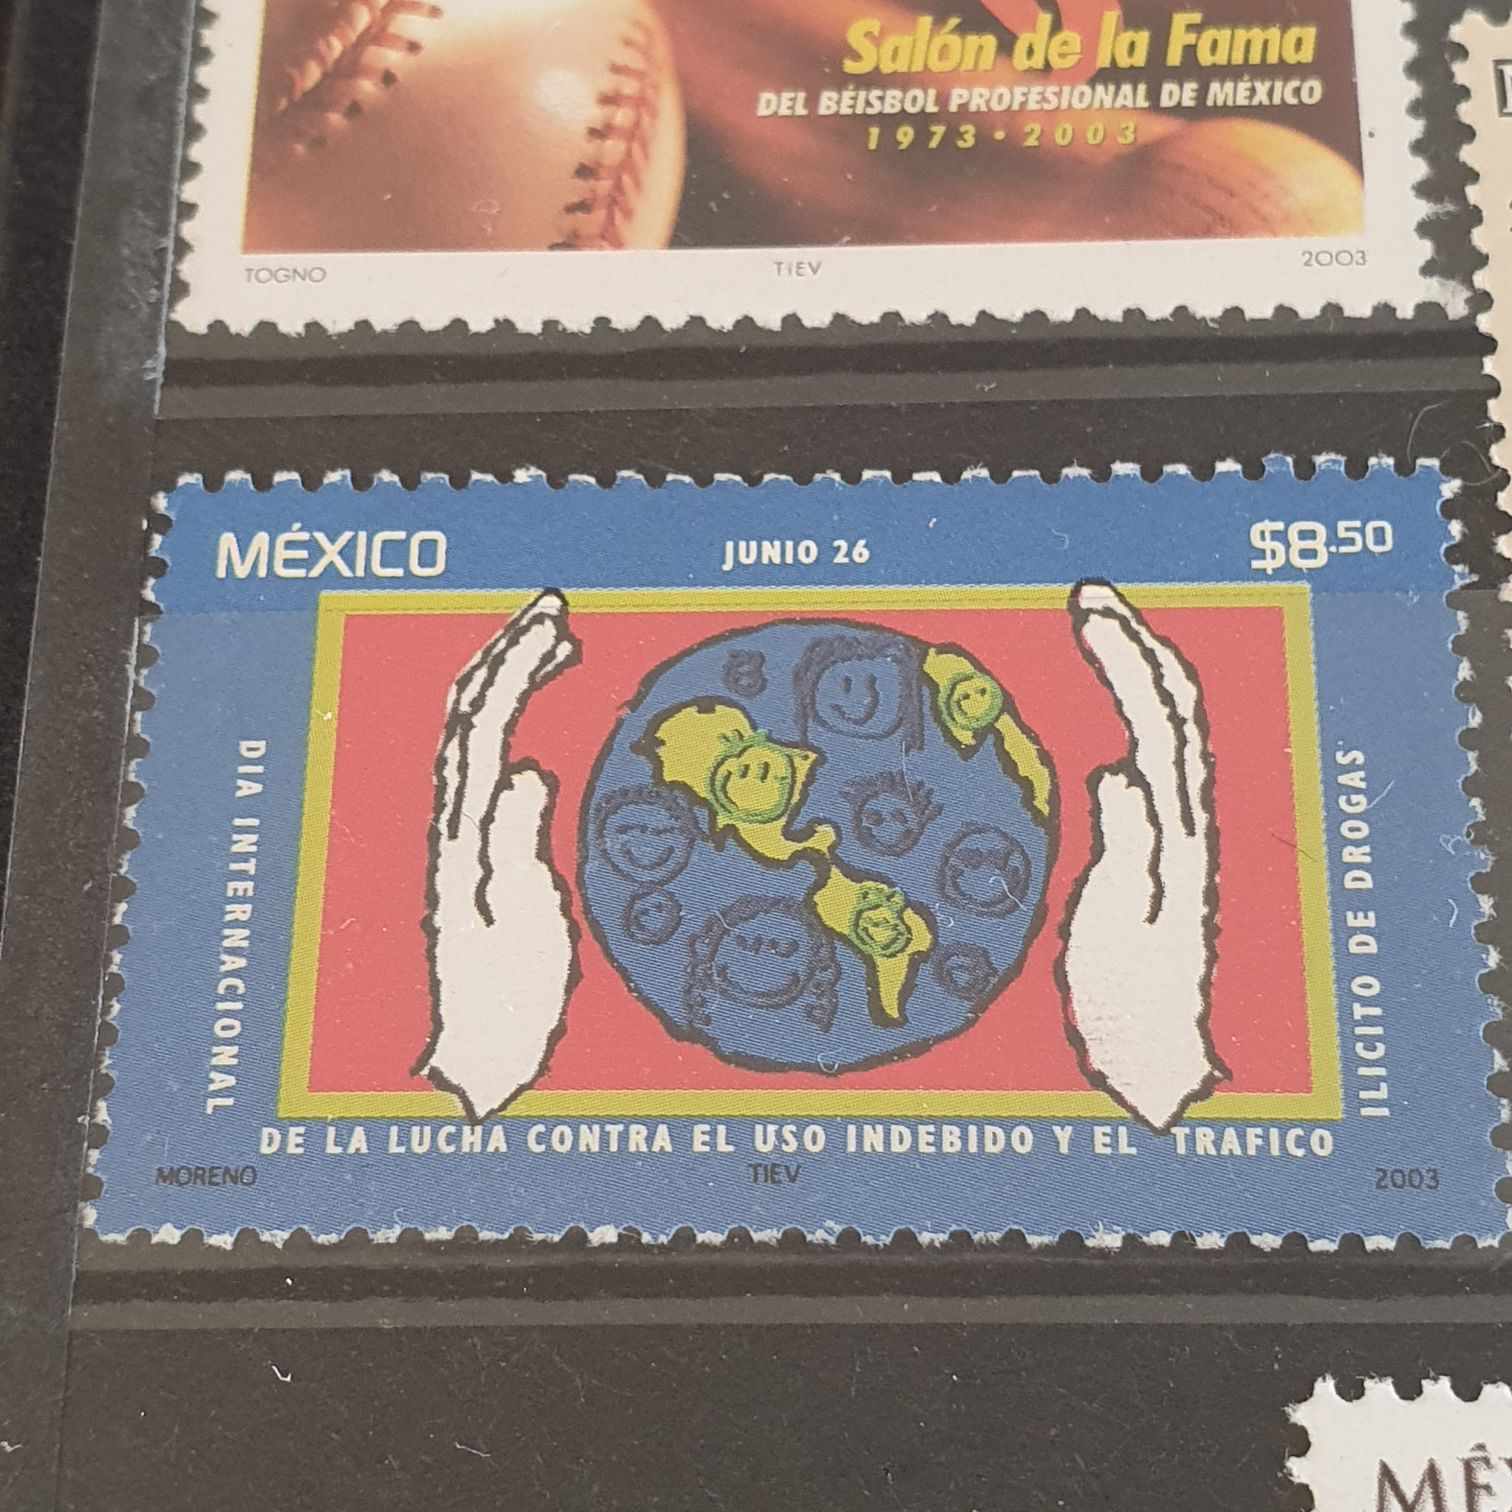 Salón de la Fama
DEL BÉISBOL PROFESIONAL DE MÉXICO
1973 · 2003
TOGNO TIEV 2003
MÉXICO JUNIO 26 $8.50
DIA INTERNACIONAL
DE LA LUCHA CONTRA EL USO INDEBIDO Y EL TRAFICO
ILICITO DE DROGAS
MORENO TIEV 2003